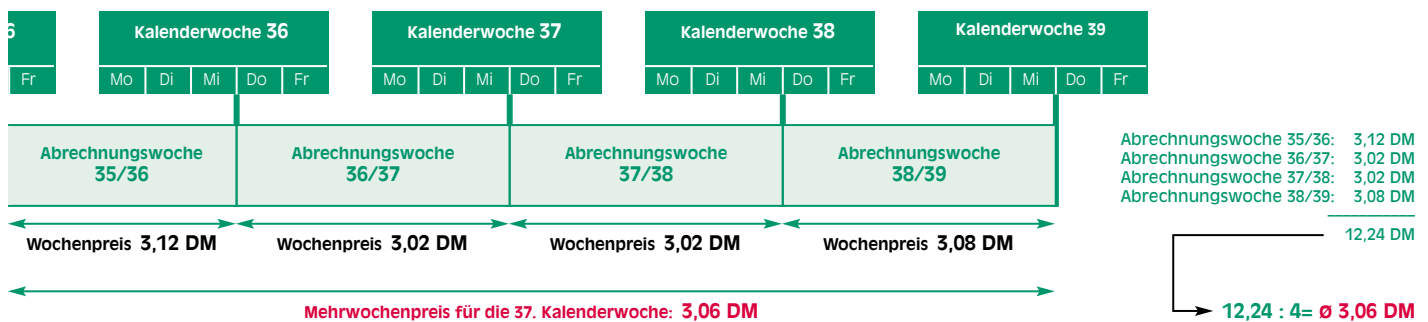 6 Kalenderwoche 36 Kalenderwoche 37 Kalenderwoche 38 Kalenderwoche 39
Fr Mo Di Mi Do Fr Mo Di Mi Do Fr Mo Di Mi Do Fr Mo Di Mi Do Fr
Abrechnungswoche 35/36
Abrechnungswoche 36/37
Abrechnungswoche 37/38
Abrechnungswoche 38/39
Wochenpreis 3,12 DM Wochenpreis 3,02 DM Wochenpreis 3,02 DM Wochenpreis 3,08 DM
Mehrwochenpreis für die 37. Kalenderwoche: 3,06 DM
Abrechnungswoche 35/36: 3,12 DM
Abrechnungswoche 36/37: 3,02 DM
Abrechnungswoche 37/38: 3,02 DM
Abrechnungswoche 38/39: 3,08 DM
12,24 DM
12,24 : 4= Ø 3,06 DM